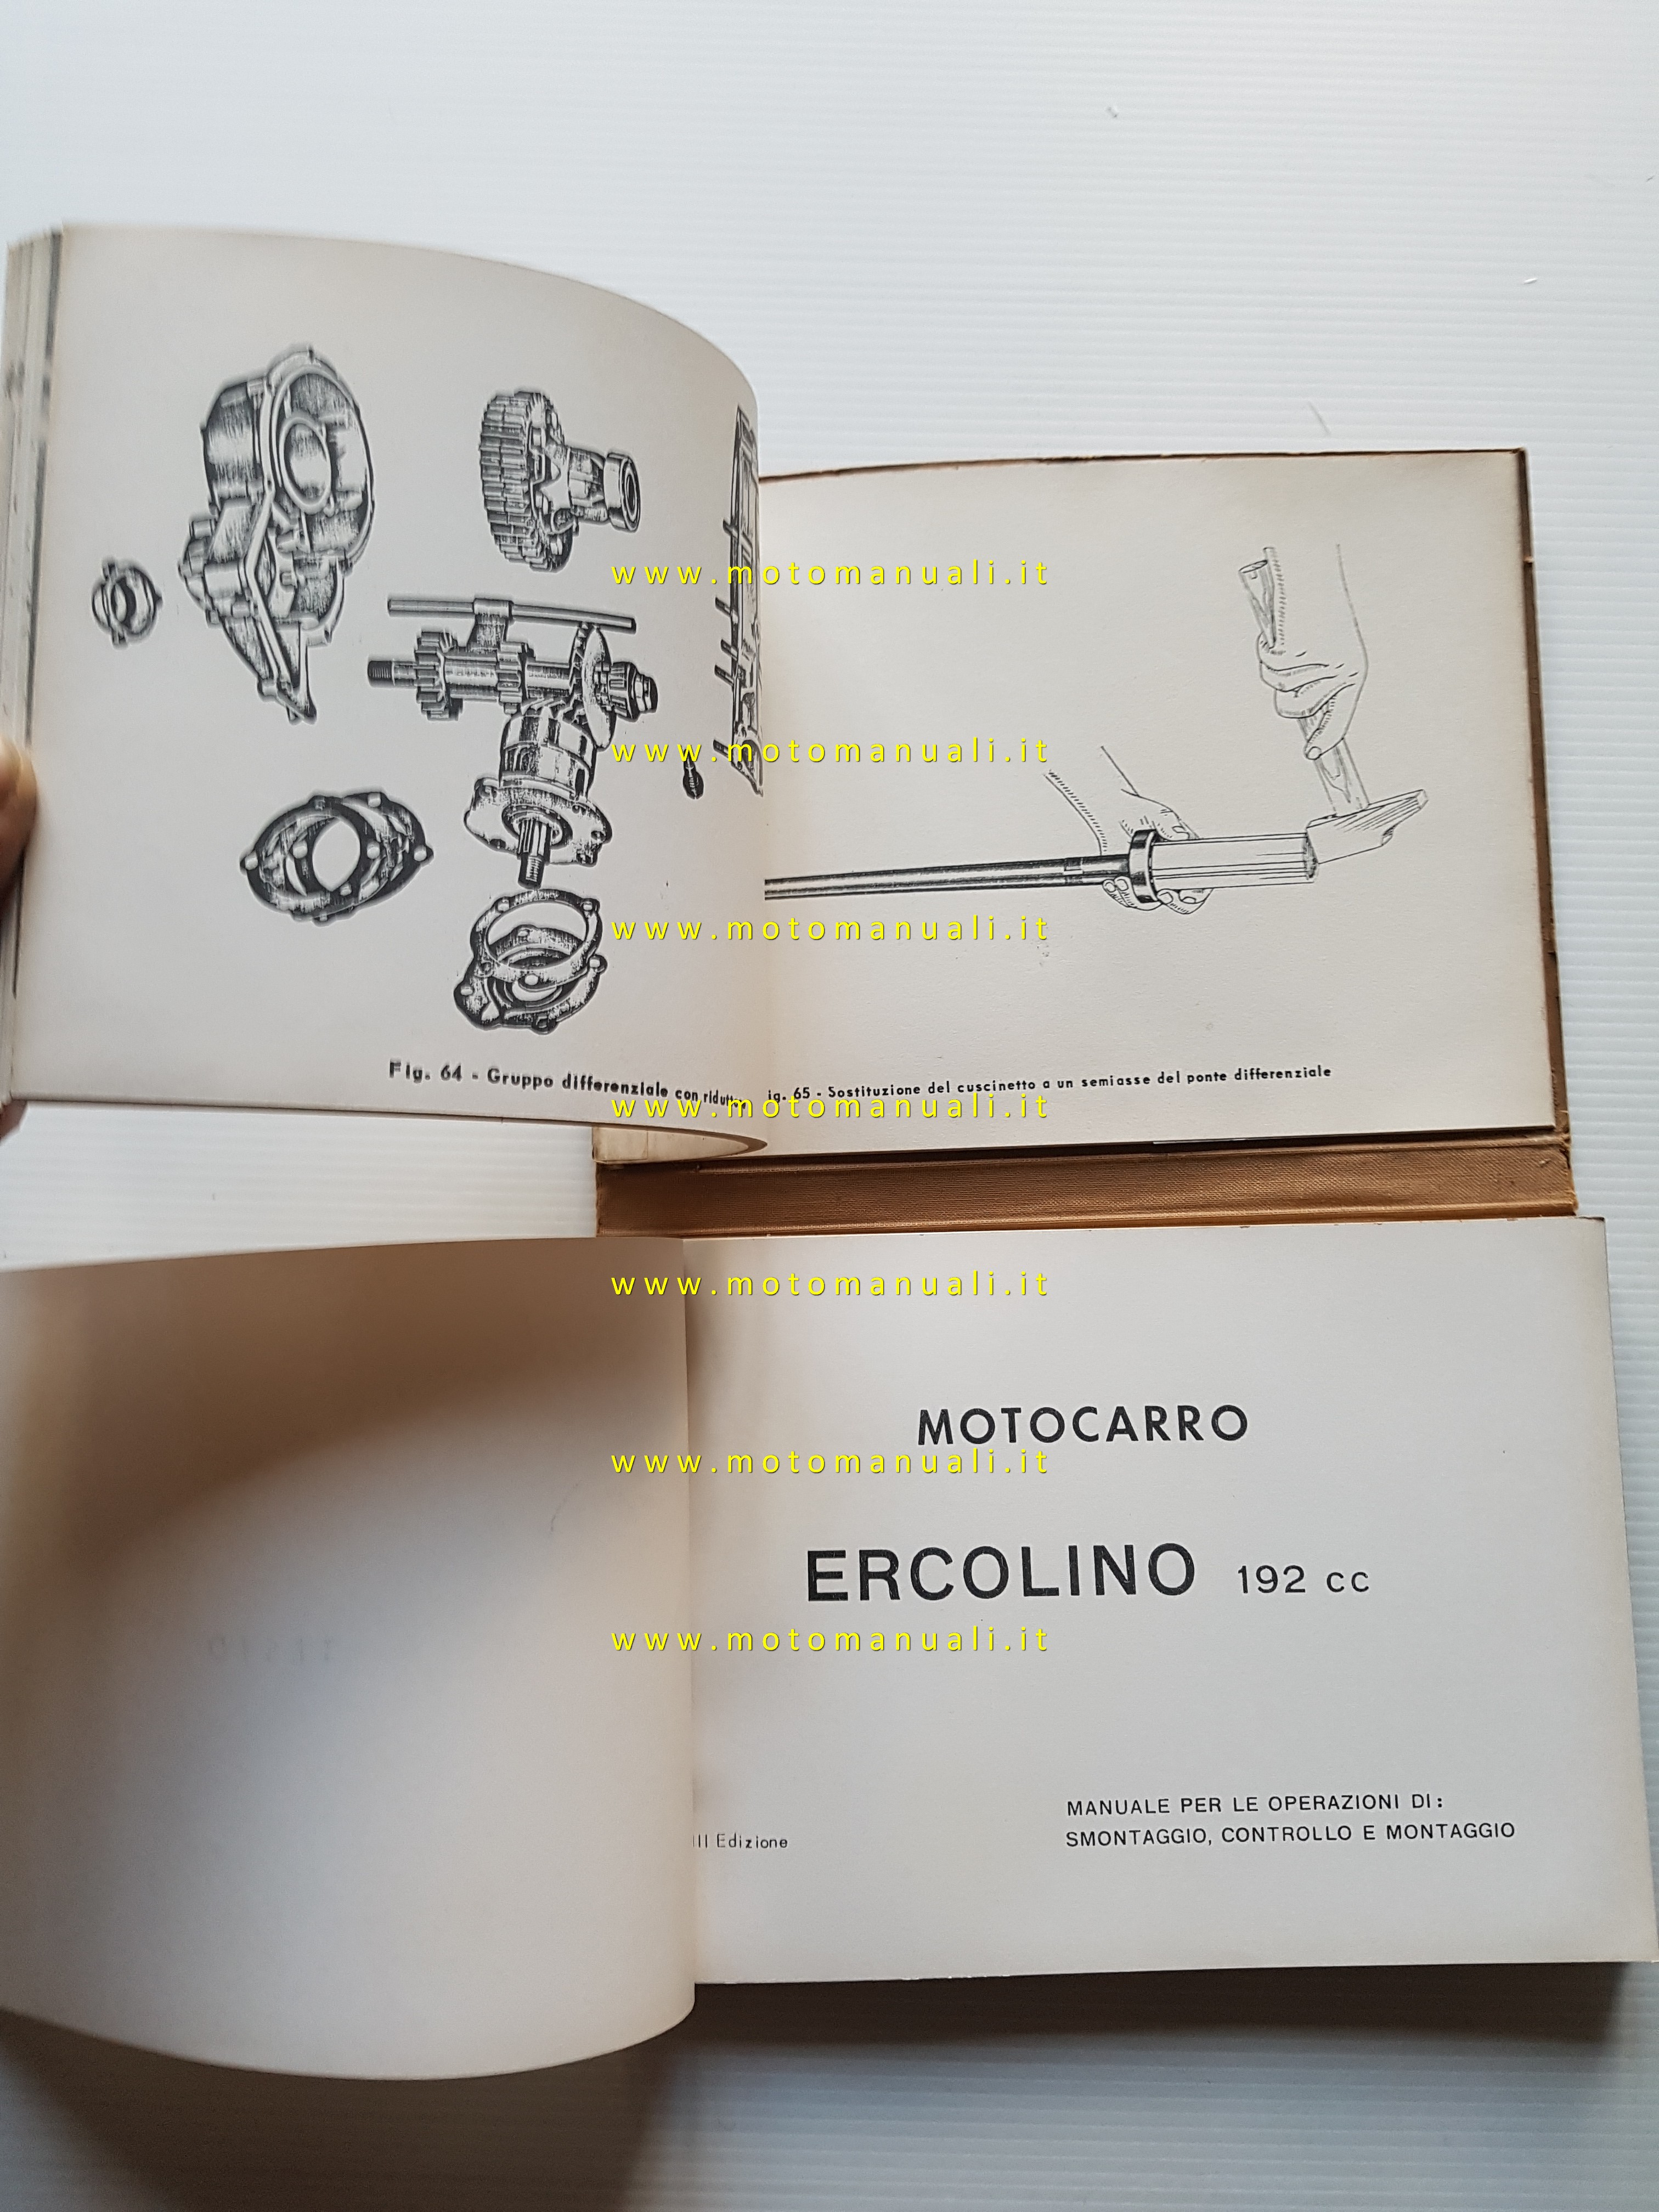 www.motomanuali.it
www.motomanuali.it
www.motomanuali.it
Fig. 64 - Gruppo differenziale con
ig. 65 - Sostituzione del cuscinetto a un semiasse del ponte differenziale
www.motomanuali.it
www.motomanuali.it
MOTOCARRO
www.motomanuali.it
ERCOLINO 192 cc
www.motomanuali.it
MANUALE PER LE OPERAZIONI DI:
SMONTAGGIO, CONTROLLO E MONTAGGIO
III Edizione